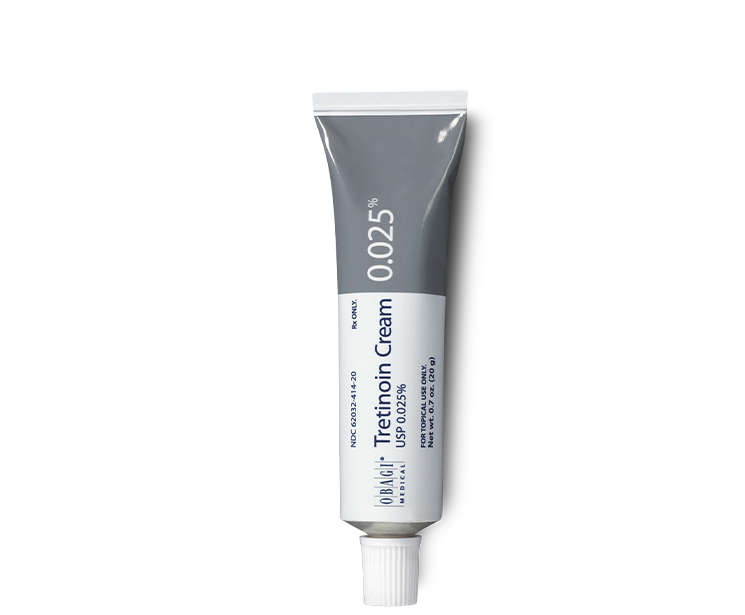 0.025%
NDC 62032-414-20
Rx ONLY.
Tretinoin Cream
USP 0.025%
FOR TOPICAL USE ONLY.
Net wt. 0.7 oz. (20 g)
OBAGI®
MEDICAL